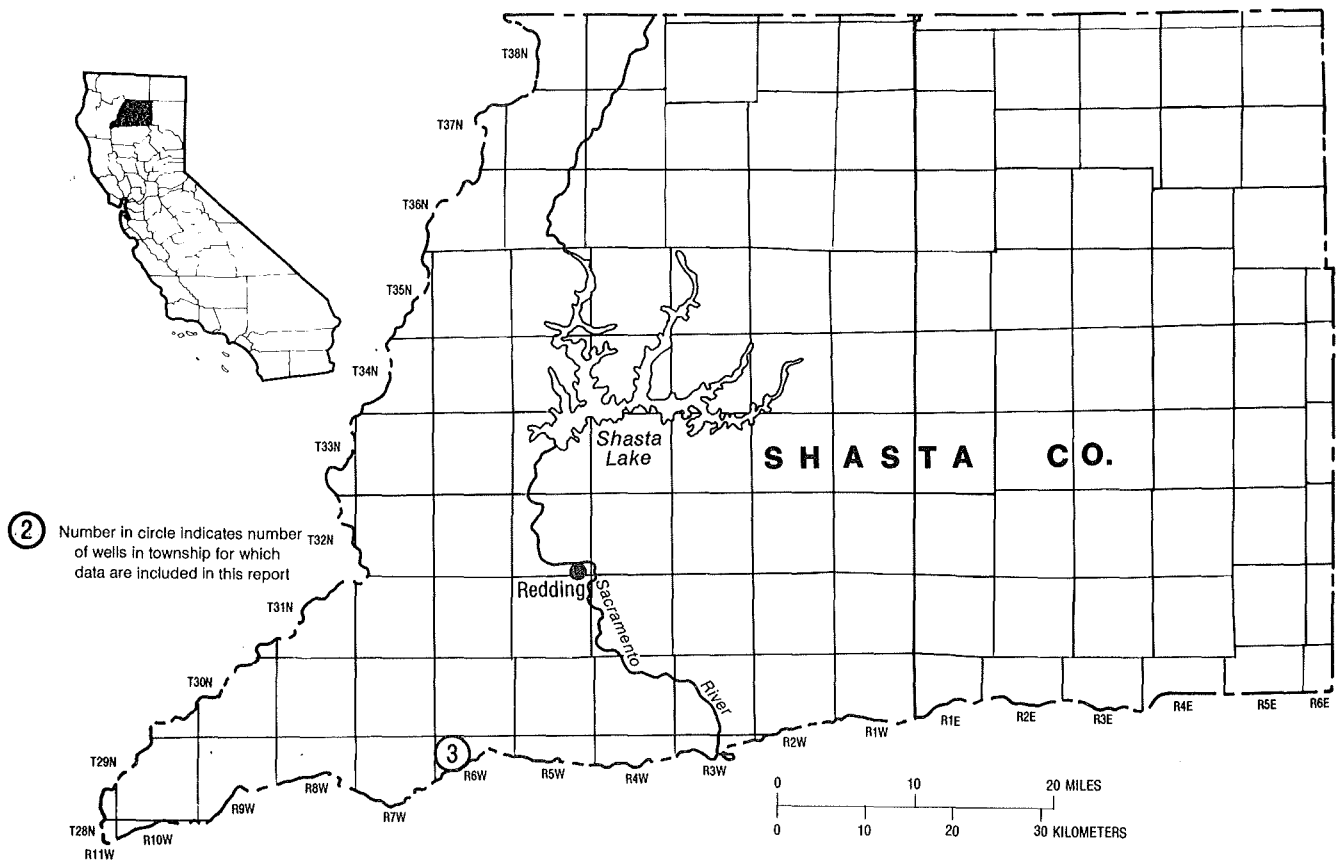 T38N
T37N
T36N
T35N
T34N
T33N
Shasta
Lake
SHASTA CO.
2
Number in circle indicates number
of wells in township for which
data are included in this report
T32N
Redding
Sacramento
River
T31N
T30N
T29N
T28N
3
R11W
R10W
R9W
R8W
R7W
R6W
R5W
R4W
R3W
R2W
R1W
R1E
R2E
R3E
R4E
R5E
R6E
0 10 20 MILES
0 10 20 30 KILOMETERS